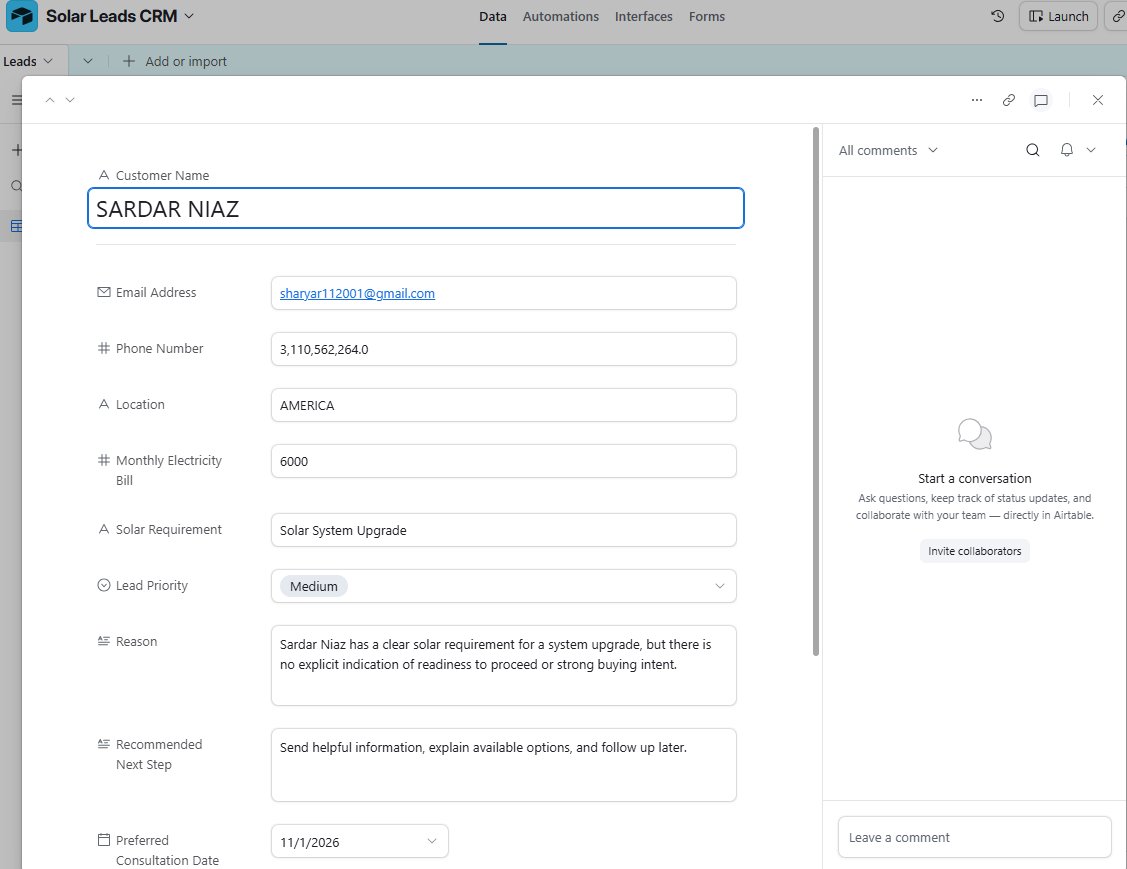 Solar Leads CRM
Data
Automations
Interfaces
Forms
Launch
Leads
Add or import
All comments
Customer Name
SARDAR NIAZ
Email Address
sharyar112001@gmail.com
Phone Number
3,110,562,264.0
Location
AMERICA
Monthly Electricity
Bill
6000
Solar Requirement
Solar System Upgrade
Lead Priority
Medium
Reason
Sardar Niaz has a clear solar requirement for a system upgrade, but there is
no explicit indication of readiness to proceed or strong buying intent.
Recommended
Next Step
Send helpful information, explain available options, and follow up later.
Preferred
Consultation Date
11/1/2026
Start a conversation
Ask questions, keep track of status updates, and
collaborate with your team — directly in Airtable.
Invite collaborators
Leave a comment